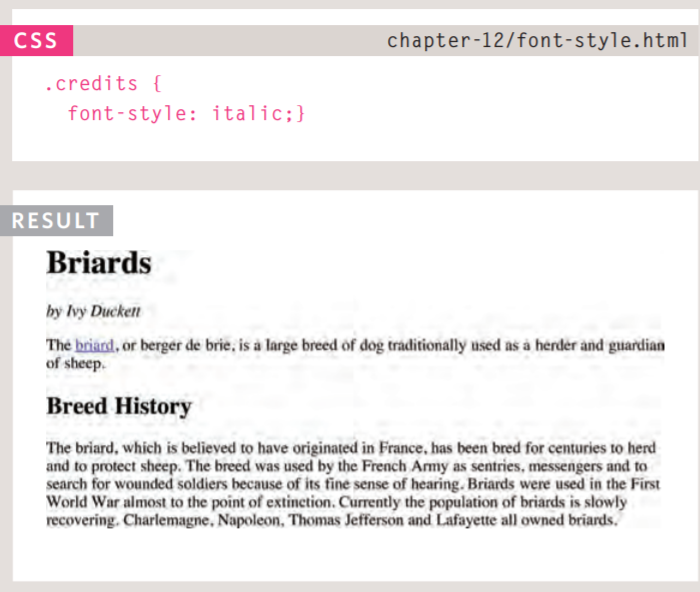 CSS
chapter-12/font-style.html
.credits {
  font-style: italic;}
RESULT
Briards
by Ivy Duckett
The briard, or berger de brie, is a large breed of dog traditionally used as a herder and guardian
of sheep.
Breed History
The briard, which is believed to have originated in France, has been bred for centuries to herd
and to protect sheep. The breed was used by the French Army as sentries, messengers and to
search for wounded soldiers because of its fine sense of hearing. Briards were used in the First
World War almost to the point of extinction. Currently the population of briards is slowly
recovering. Charlemagne, Napoleon, Thomas Jefferson and Lafayette all owned briards.